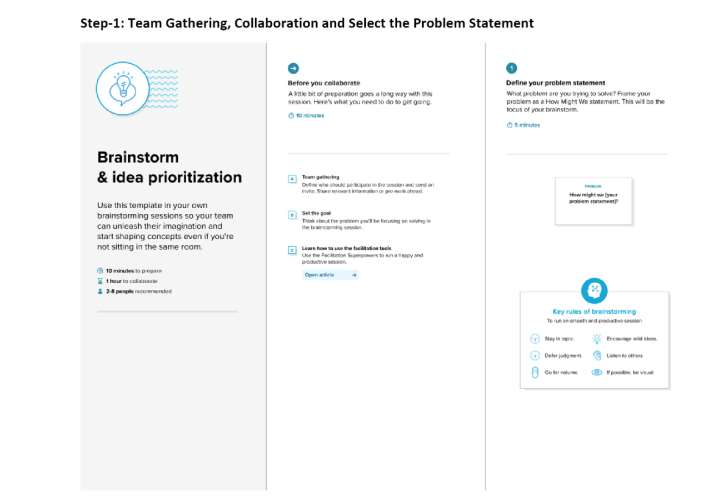 Step-1: Team Gathering, Collaboration and Select the Problem Statement
Brainstorm
& idea prioritization
Use this template in your own
brainstorming sessions so your team
can unleash their imagination and
start shaping concepts even if you're
not sitting in the same room.
10 minutes to prepare
1 hour to collaborate
2-8 people recommended
Before you collaborate
A little bit of preparation goes a long way with this
session. Here's what you need to do to get going.
10 minutes
A
Team gathering
Define who should participate in the session and send an
invite. Share relevant information or pre-work ahead.
B
Set the goal
Think about the problem you'll be focusing on solving in
the brainstorming session.
C
Learn how to use the facilitation tools
Use the Facilitation Superpowers to run a happy and
productive session.
Open article
1
Define your problem statement
What problem are you trying to solve? Frame your
problem as a How Might We statement. This will be the
focus of your brainstorm.
5 minutes
PROBLEM
How might we [your
problem statement]?
Key rules of brainstorming
To run an smooth and productive session
Stay in topic.
Encourage wild ideas.
Defer judgment.
Listen to others.
Go for volume.
If possible, be visual.